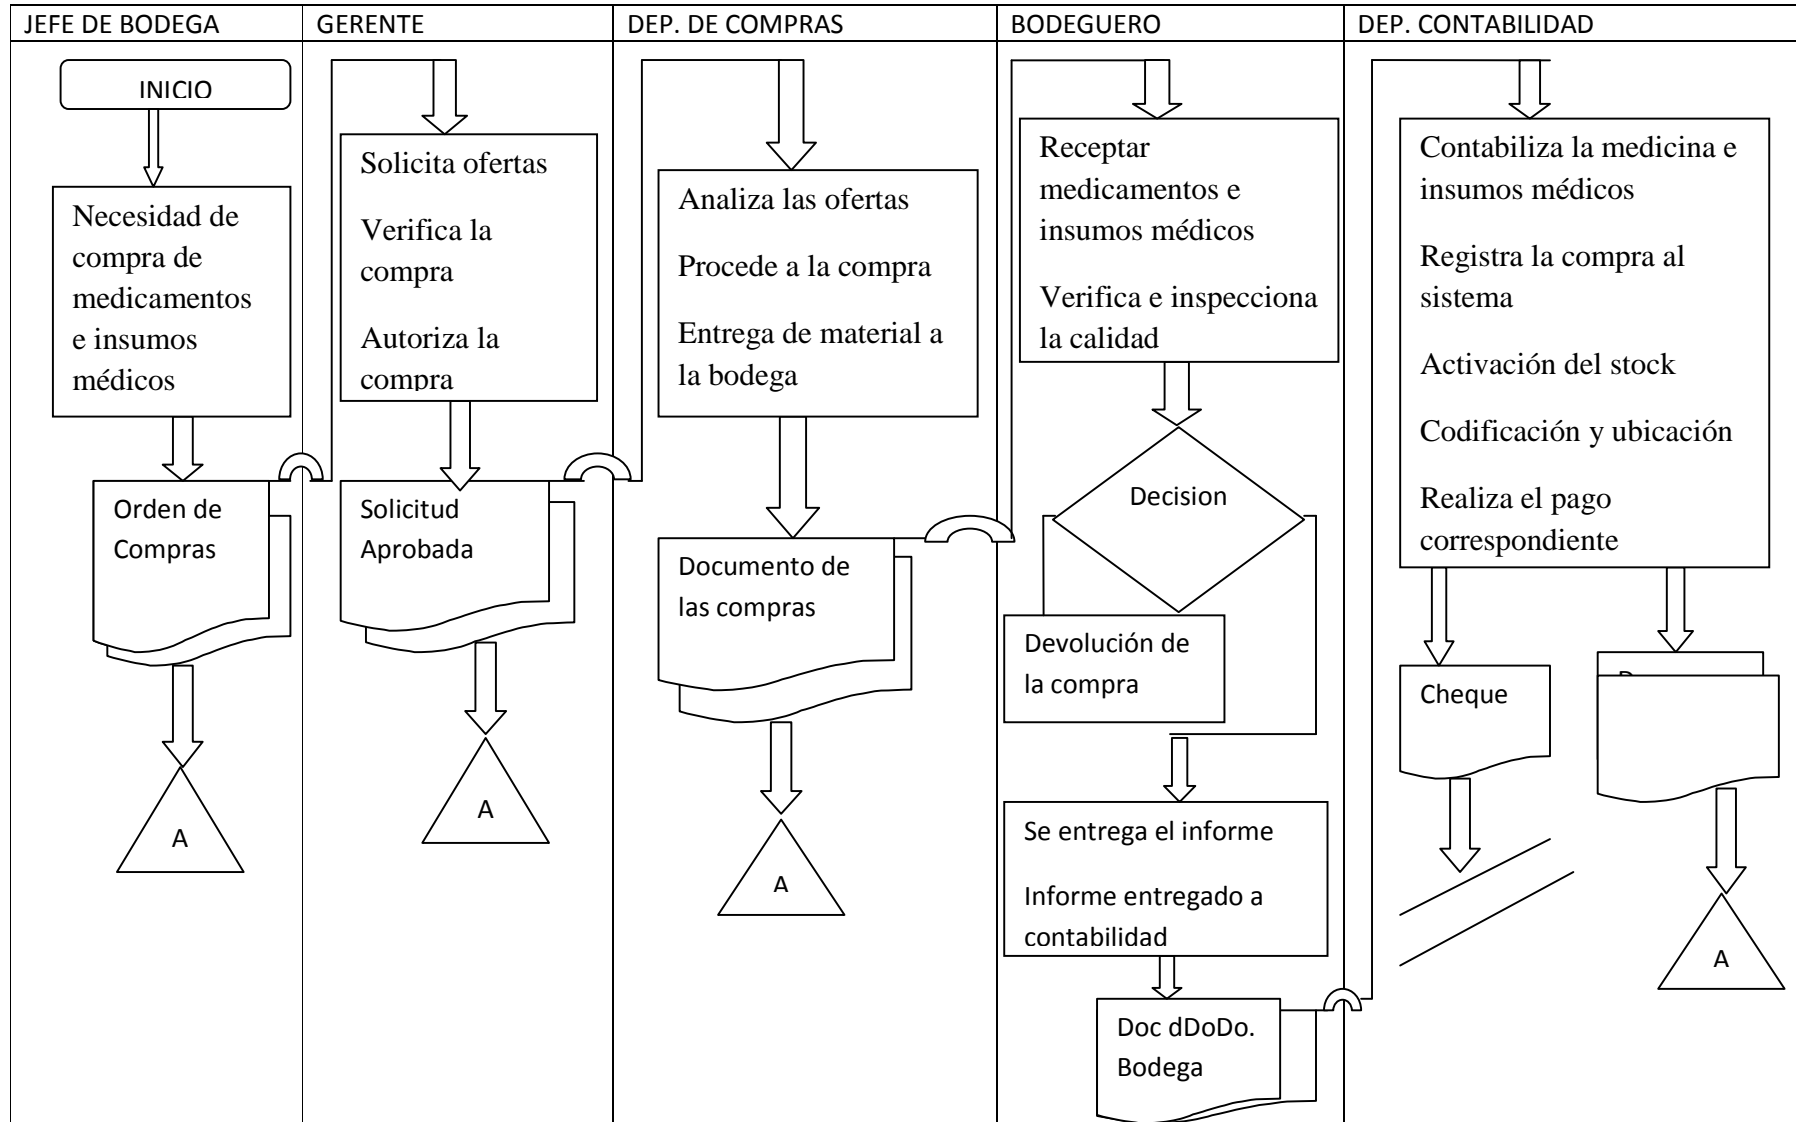 JEFE DE BODEGA
GERENTE
DEP. DE COMPRAS
BODEGUERO
DEP. CONTABILIDAD
INICIO
Necesidad de
compra de
medicamentos
e insumos
médicos
Orden de
Compras
A
Solicita ofertas
Verifica la
compra
Autoriza la
compra
Solicitud
Aprobada
A
Analiza las ofertas
Procede a la compra
Entrega de material a
la bodega
Documento de
las compras
A
Receptar
medicamentos e
insumos médicos
Verifica e inspecciona
la calidad
Decision
Devolución de
la compra
Se entrega el informe
Informe entregado a
contabilidad
Doc dDoDo.
Bodega
Contabiliza la medicina e
insumos médicos
Registra la compra al
sistema
Activación del stock
Codificación y ubicación
Realiza el pago
correspondiente
Cheque
A